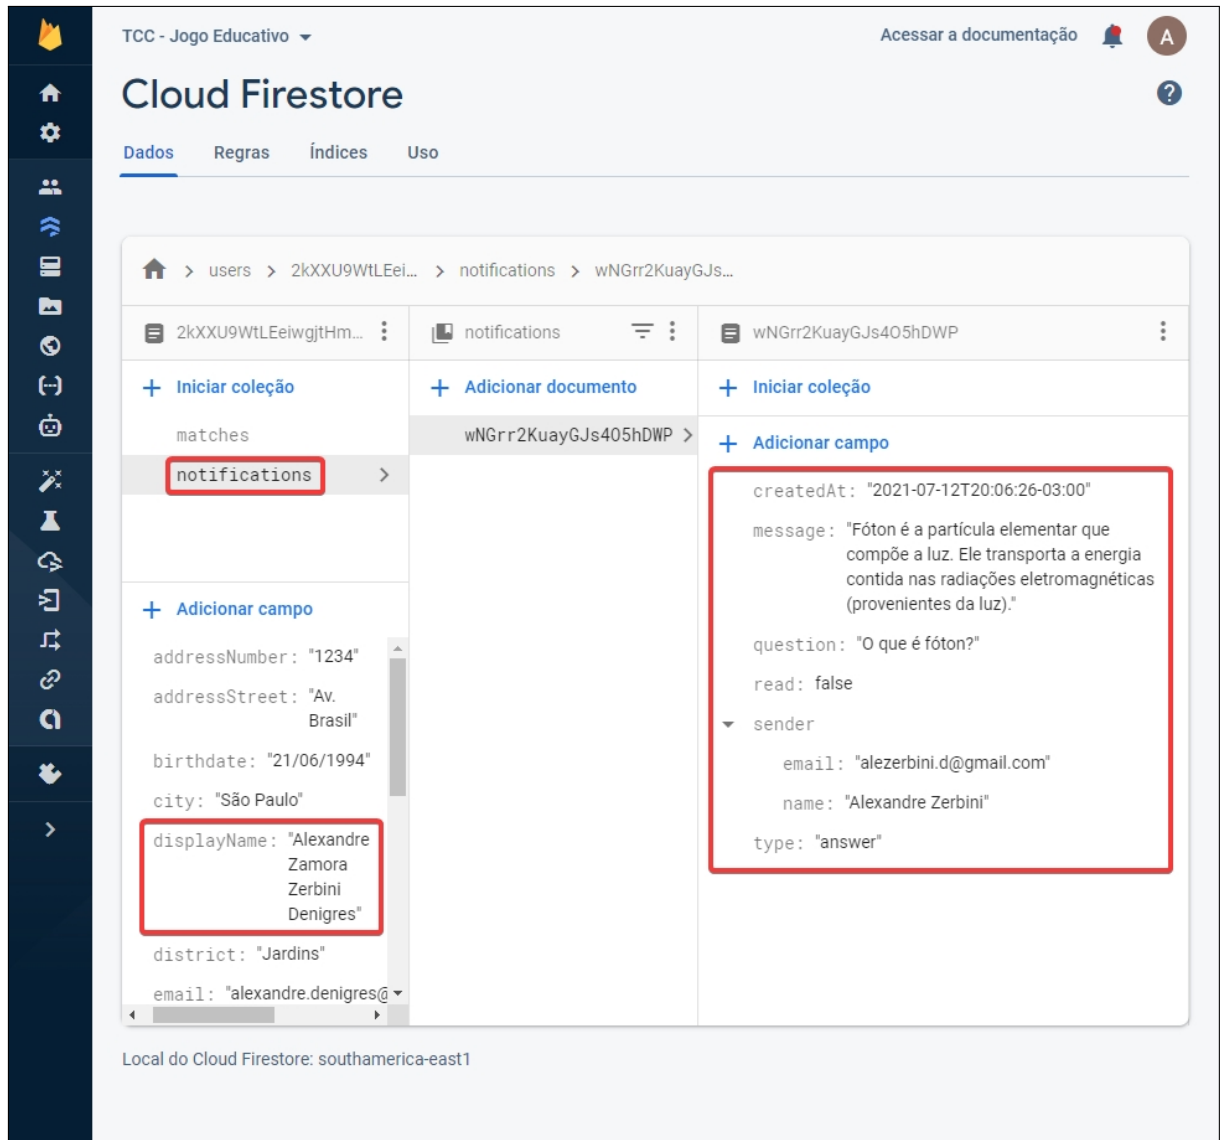 TCC - Jogo Educativo
Acessar a documentação
A
Cloud Firestore
Dados Regras Índices Uso
users > 2kXXU9WtLEei... > notifications > wNGrr2KuayGJs...
2kXXU9WtLEeiwgjtHm...
+ Iniciar coleção
matches
notifications
+ Adicionar campo
addressNumber: "1234"
addressStreet: "Av.
Brasil"
birthdate: "21/06/1994"
city: "São Paulo"
displayName: "Alexandre
Zamora
Zerbini
Denigres"
district: "Jardins"
email: "alexandre.denigres@
notifications
+ Adicionar documento
wNGrr2KuayGJs4O5hDWP
wNGrr2KuayGJs4O5hDWP
+ Iniciar coleção
+ Adicionar campo
createdAt: "2021-07-12T20:06:26-03:00"
message: "Fóton é a partícula elementar que
compõe a luz. Ele transporta a energia
contida nas radiações eletromagnéticas
(provenientes da luz)."
question: "O que é fóton?"
read: false
sender
email: "alezerbini.d@gmail.com"
name: "Alexandre Zerbini"
type: "answer"
Local do Cloud Firestore: southamerica-east1